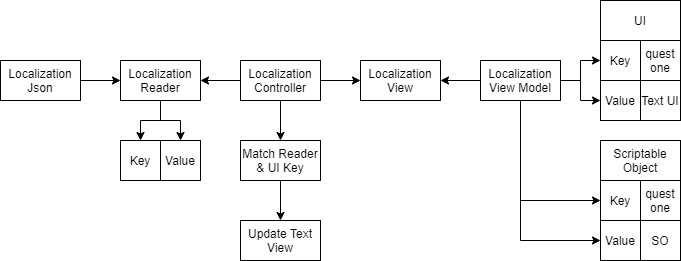 UI
Localization
Json
Localization
Reader
Localization
Controller
Localization
View
Localization
View Model
Key
quest
one
Value
Text UI
Key
Value
Match Reader
& UI Key
Scriptable
Object
Key
quest
one
Update Text
View
Value
SO